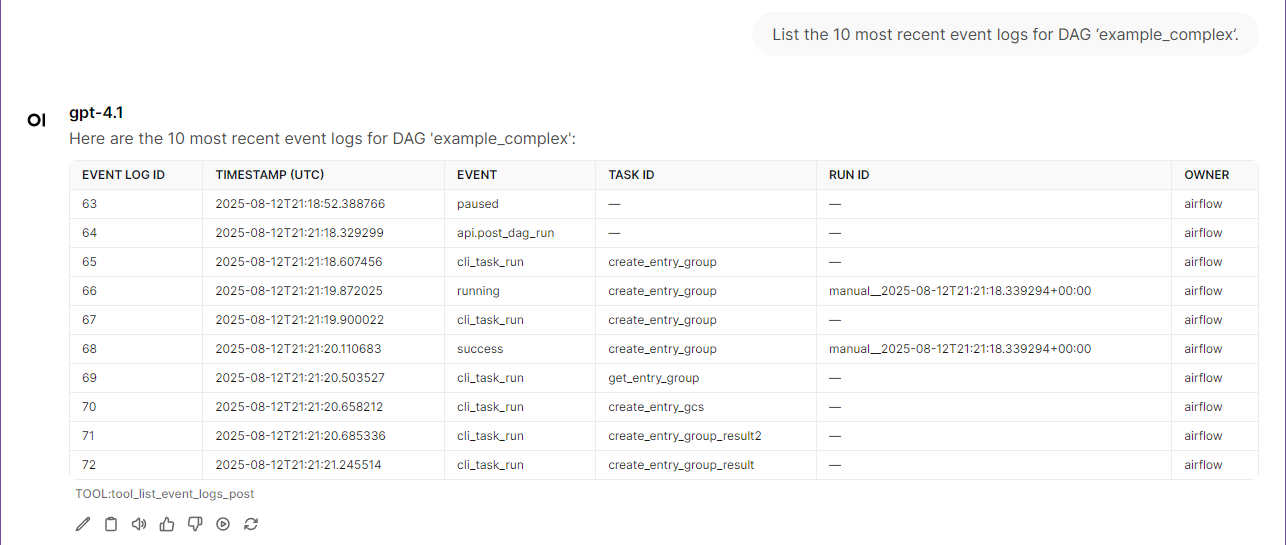 List the 10 most recent event logs for DAG ‘example_complex’.
OI gpt-4.1
Here are the 10 most recent event logs for DAG 'example_complex':
EVENT LOG ID TIMESTAMP (UTC) EVENT TASK ID RUN ID OWNER
63 2025-08-12T21:18:52.388766 paused — — airflow
64 2025-08-12T21:21:18.329299 api.post_dag_run — — airflow
65 2025-08-12T21:21:18.607456 cli_task_run create_entry_group — airflow
66 2025-08-12T21:21:19.872025 running create_entry_group manual__2025-08-12T21:21:18.339294+00:00 airflow
67 2025-08-12T21:21:19.900022 cli_task_run create_entry_group — airflow
68 2025-08-12T21:21:20.110683 success create_entry_group manual__2025-08-12T21:21:18.339294+00:00 airflow
69 2025-08-12T21:21:20.503527 cli_task_run get_entry_group — airflow
70 2025-08-12T21:21:20.658212 cli_task_run create_entry_gcs — airflow
71 2025-08-12T21:21:20.685336 cli_task_run create_entry_group_result2 — airflow
72 2025-08-12T21:21:21.245514 cli_task_run create_entry_group_result — airflow
TOOL:tool_list_event_logs_post